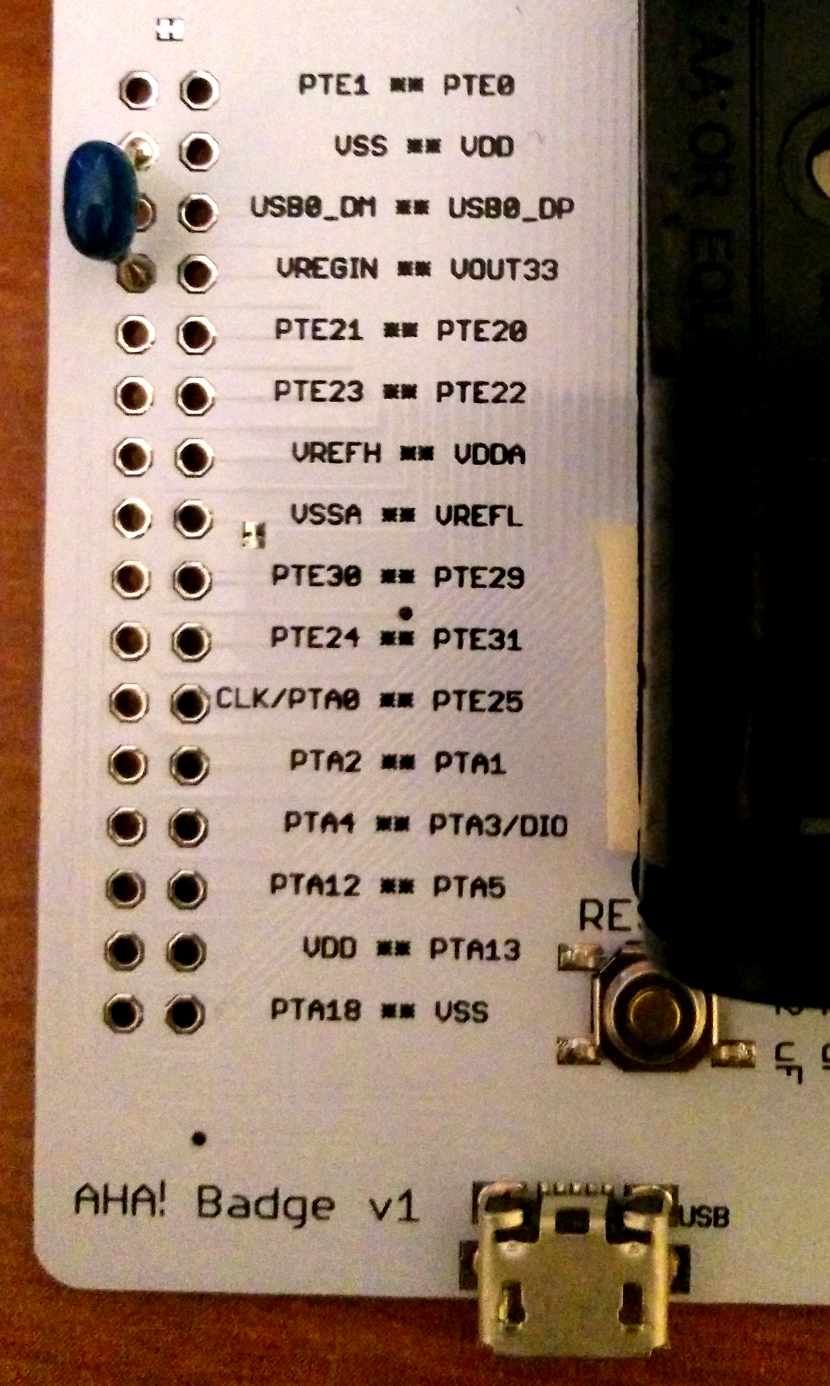 PTE1 ** PTE0
VSS ** VDD
USB0_DM ** USB0_DP
VREGIN ** VOUT33
PTE21 ** PTE20
PTE23 ** PTE22
VREFH ** VDDA
VSSA ** VREFL
PTE30 ** PTE29
PTE24 ** PTE31
CLK/PTA0 ** PTE25
PTA2 ** PTA1
PTA4 ** PTA3/DIO
PTA12 ** PTA5
VDD ** PTA13
PTA18 ** VSS
AA OR
AHA! Badge v1
USB